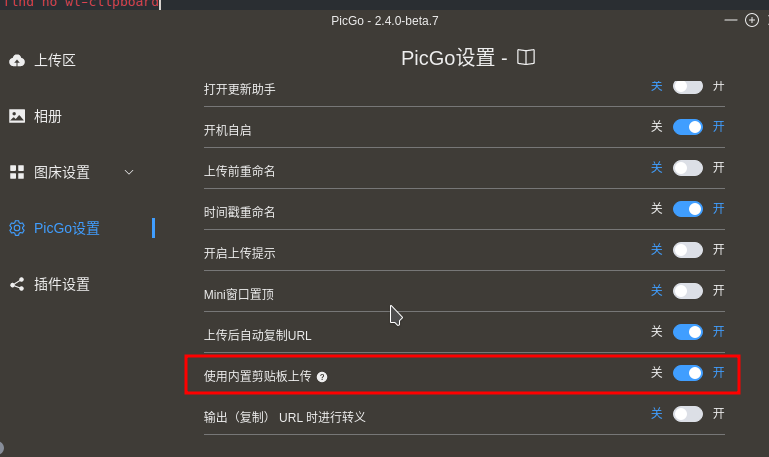 find no wl-clipboard
PicGo - 2.4.0-beta.7
PicGo设置 -
上传区
相册
图床设置
PicGo设置
插件设置
打开更新助手 关 开
开机自启 关 开
上传前重命名 关 开
时间戳重命名 关 开
开启上传提示 关 开
Mini窗口置顶 关 开
上传后自动复制URL 关 开
使用内置剪贴板上传 ? 关 开
输出（复制） URL 时进行转义 关 开